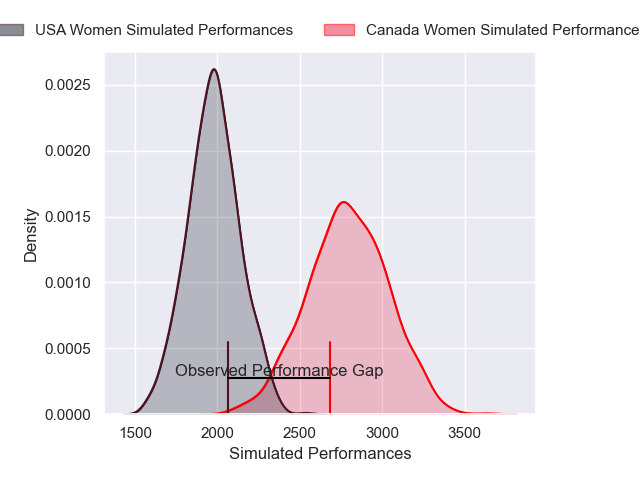 USA Women Simulated Performances
Canada Women Simulated Performance
0.0025
0.0020
0.0015
0.0010
0.0005
0.0000
Density
Observed Performance Gap
1500 2000 2500 3000 3500
Simulated Performances